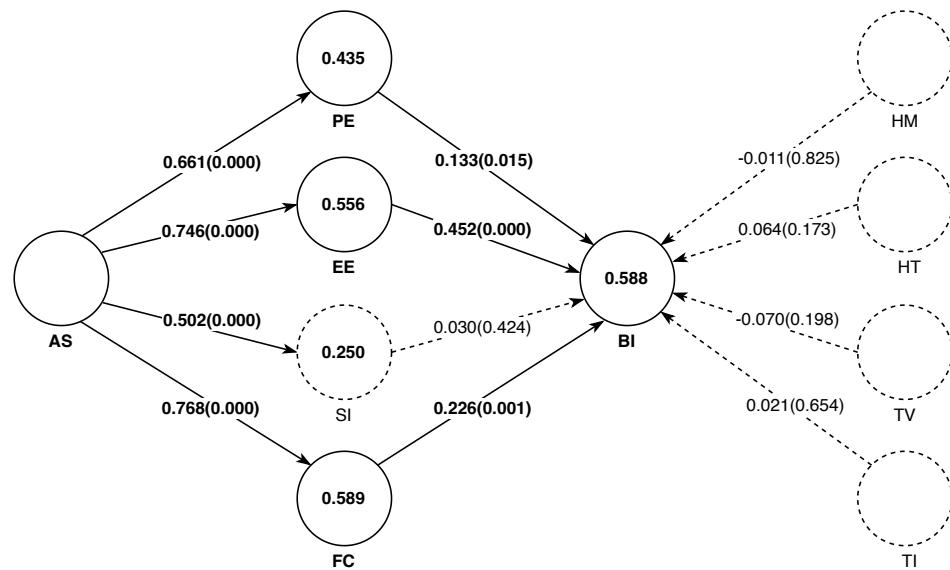 0.435
PE
HM
0.661(0.000)
0.133(0.015)
-0.011(0.825)
0.556
EE
0.746(0.000)
0.452(0.000)
0.064(0.173)
HT
AS
0.588
BI
0.502(0.000)
0.030(0.424)
-0.070(0.198)
0.250
SI
TV
0.768(0.000)
0.226(0.001)
0.021(0.654)
0.589
FC
TI